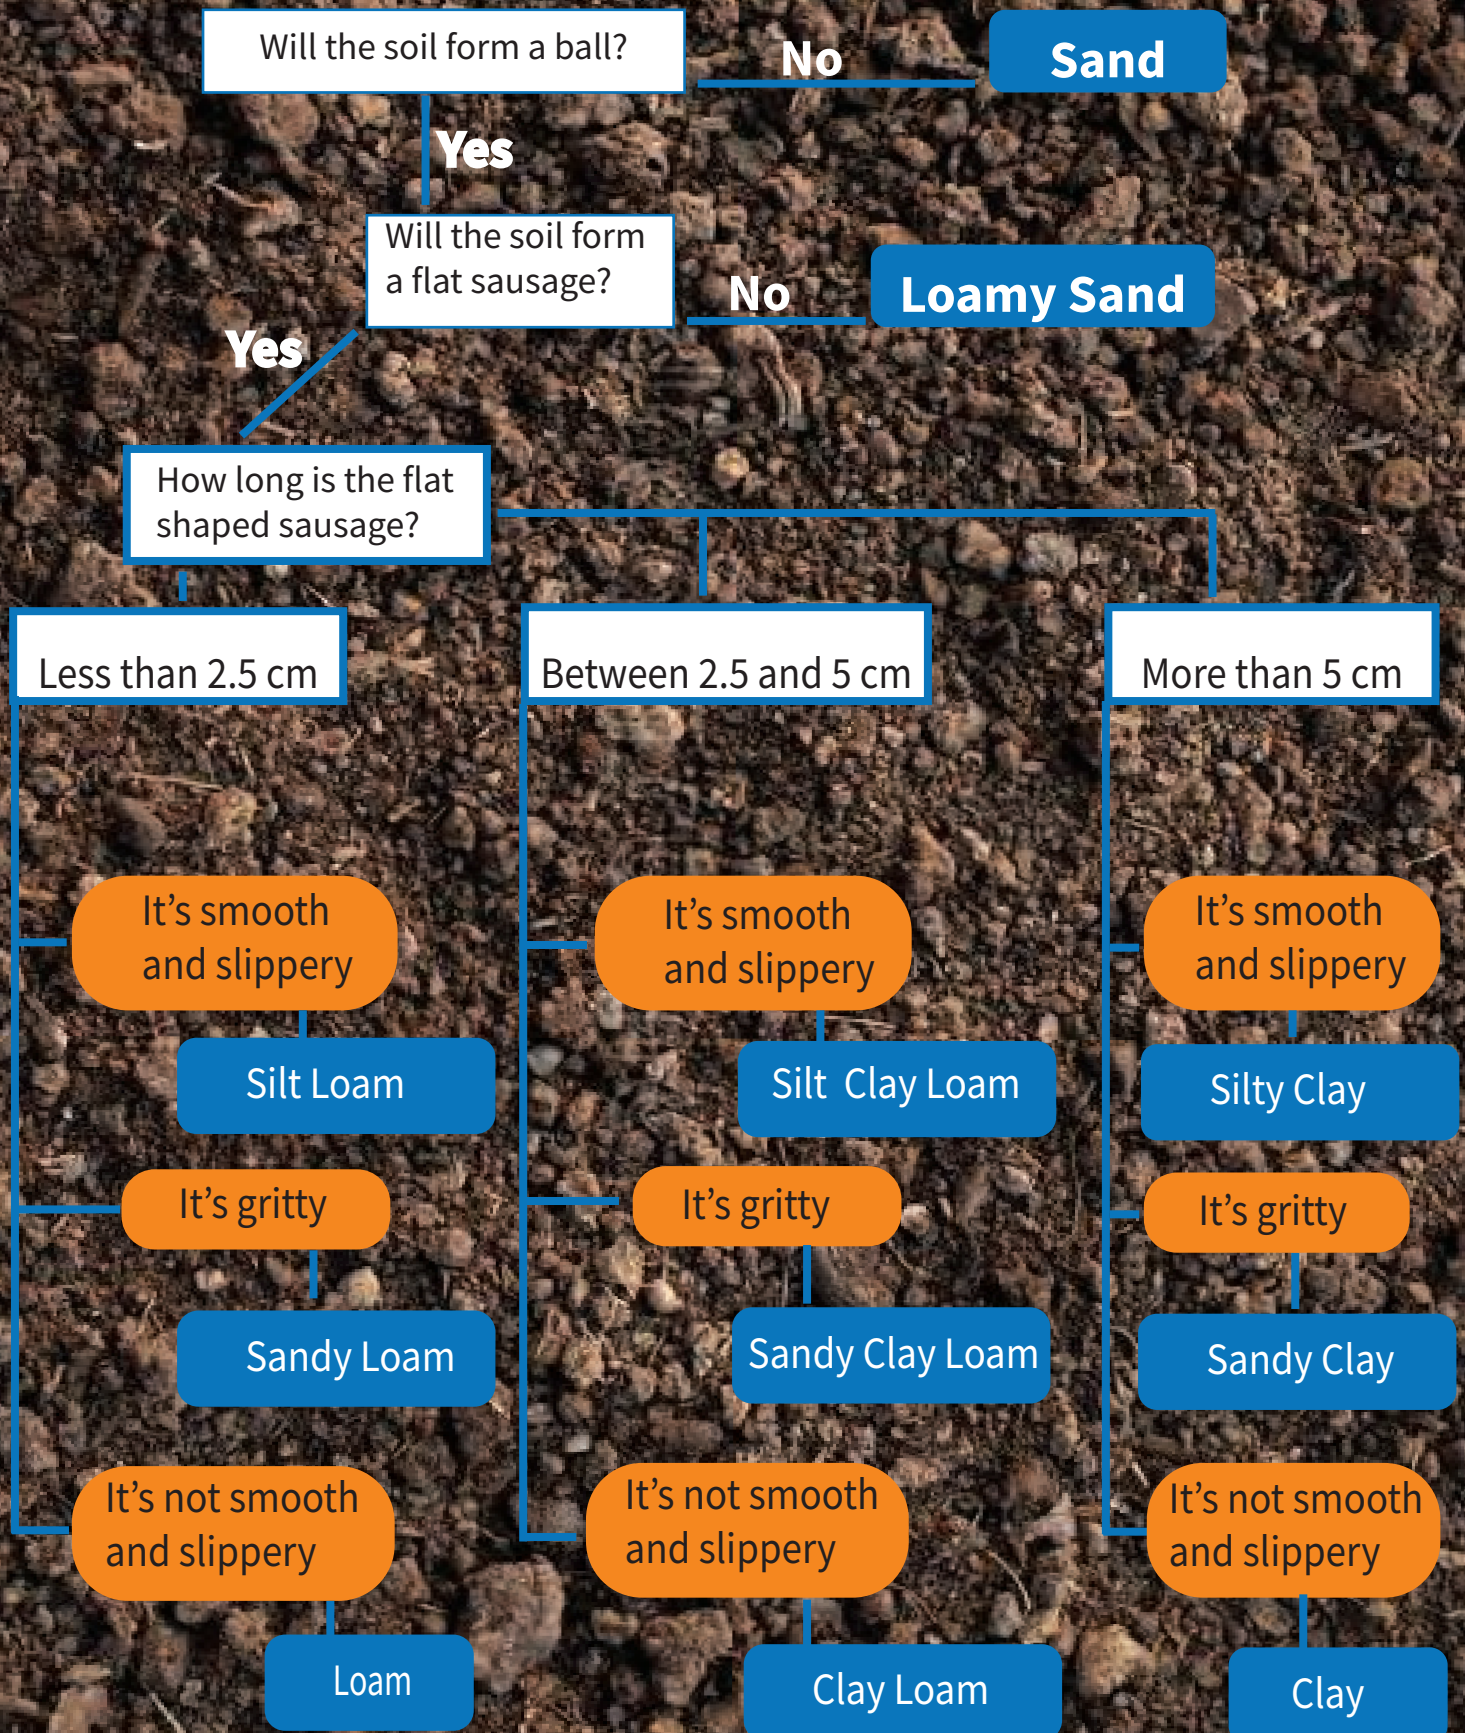 Will the soil form a ball?
No
Sand
Yes
Will the soil form
a flat sausage?
No
Loamy Sand
Yes
How long is the flat
shaped sausage?
Less than 2.5 cm
Between 2.5 and 5 cm
More than 5 cm
It’s smooth
and slippery
Silt Loam
It’s gritty
Sandy Loam
It’s not smooth
and slippery
Loam
It’s smooth
and slippery
Silt  Clay Loam
It’s gritty
Sandy Clay Loam
It’s not smooth
and slippery
Clay Loam
It’s smooth
and slippery
Silty Clay
It’s gritty
Sandy Clay
It’s not smooth
and slippery
Clay